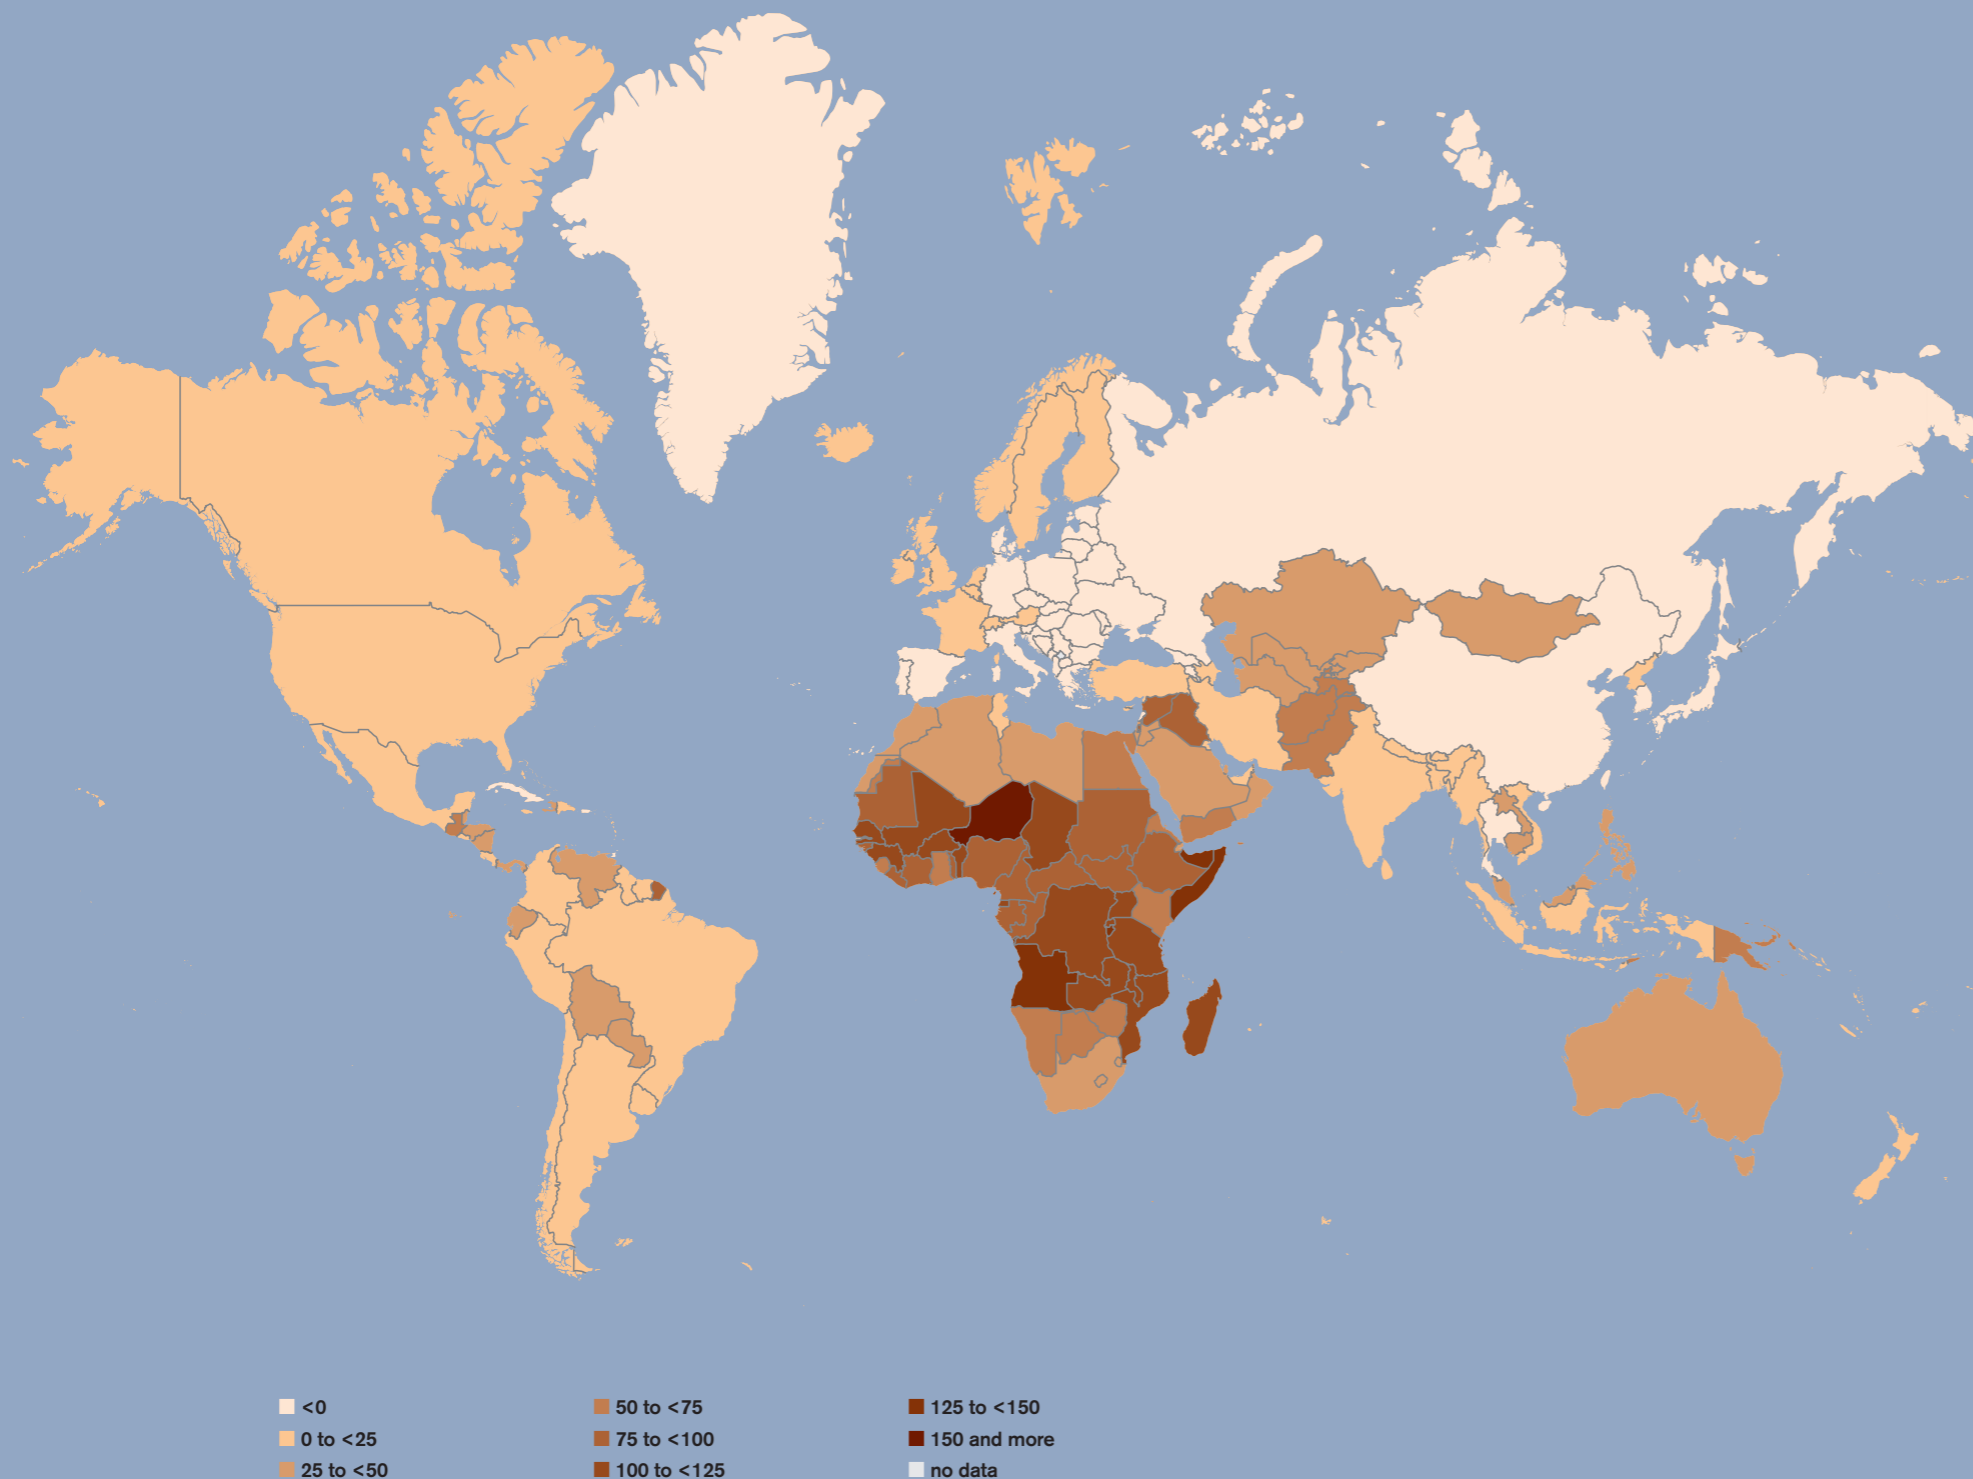 <0
0 to <25
25 to <50
50 to <75
75 to <100
100 to <125
125 to <150
150 and more
no data